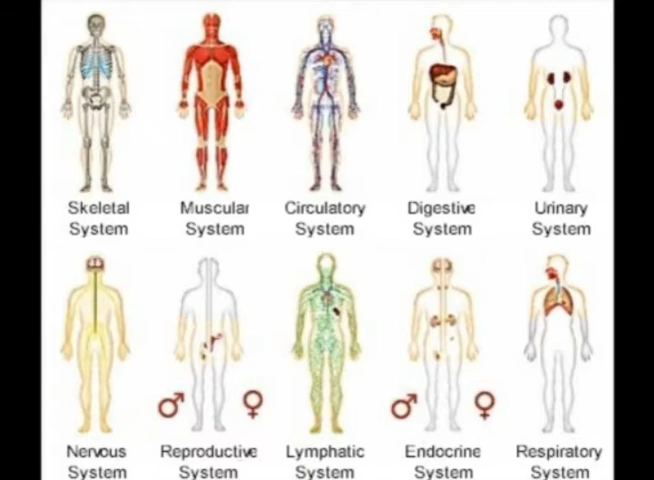 Skeletal
System
Muscular
System
Circulatory
System
Digestive
System
Urinary
System
Nervous
System
Reproductive
System
Lymphatic
System
Endocrine
System
Respiratory
System